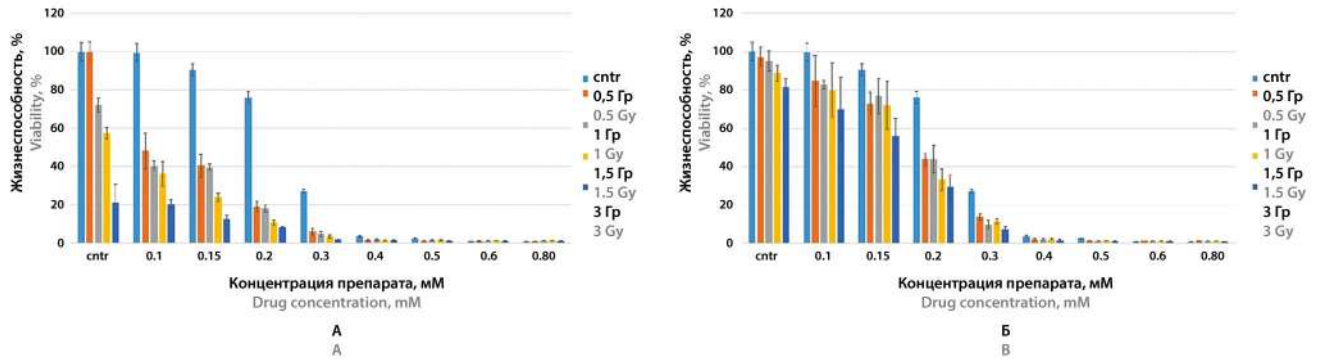 120
100
80
60
40
20
0
Жизнеспособность, %
Viability, %
cntr 0.1 0.15 0.2 0.3 0.4 0.5 0.6 0.80
Концентрация препарата, мМ
Drug concentration, mM
cntr
0,5 Гр
0.5 Gy
1 Гр
1 Gy
1,5 Гр
1.5 Gy
3 Гр
3 Gy
А
A
120
100
80
60
40
20
0
Жизнеспособность, %
Viability, %
cntr 0.1 0.15 0.2 0.3 0.4 0.5 0.6 0.80
Концентрация препарата, мМ
Drug concentration, mM
cntr
0,5 Гр
0.5 Gy
1 Гр
1 Gy
1,5 Гр
1.5 Gy
3 Гр
3 Gy
Б
B